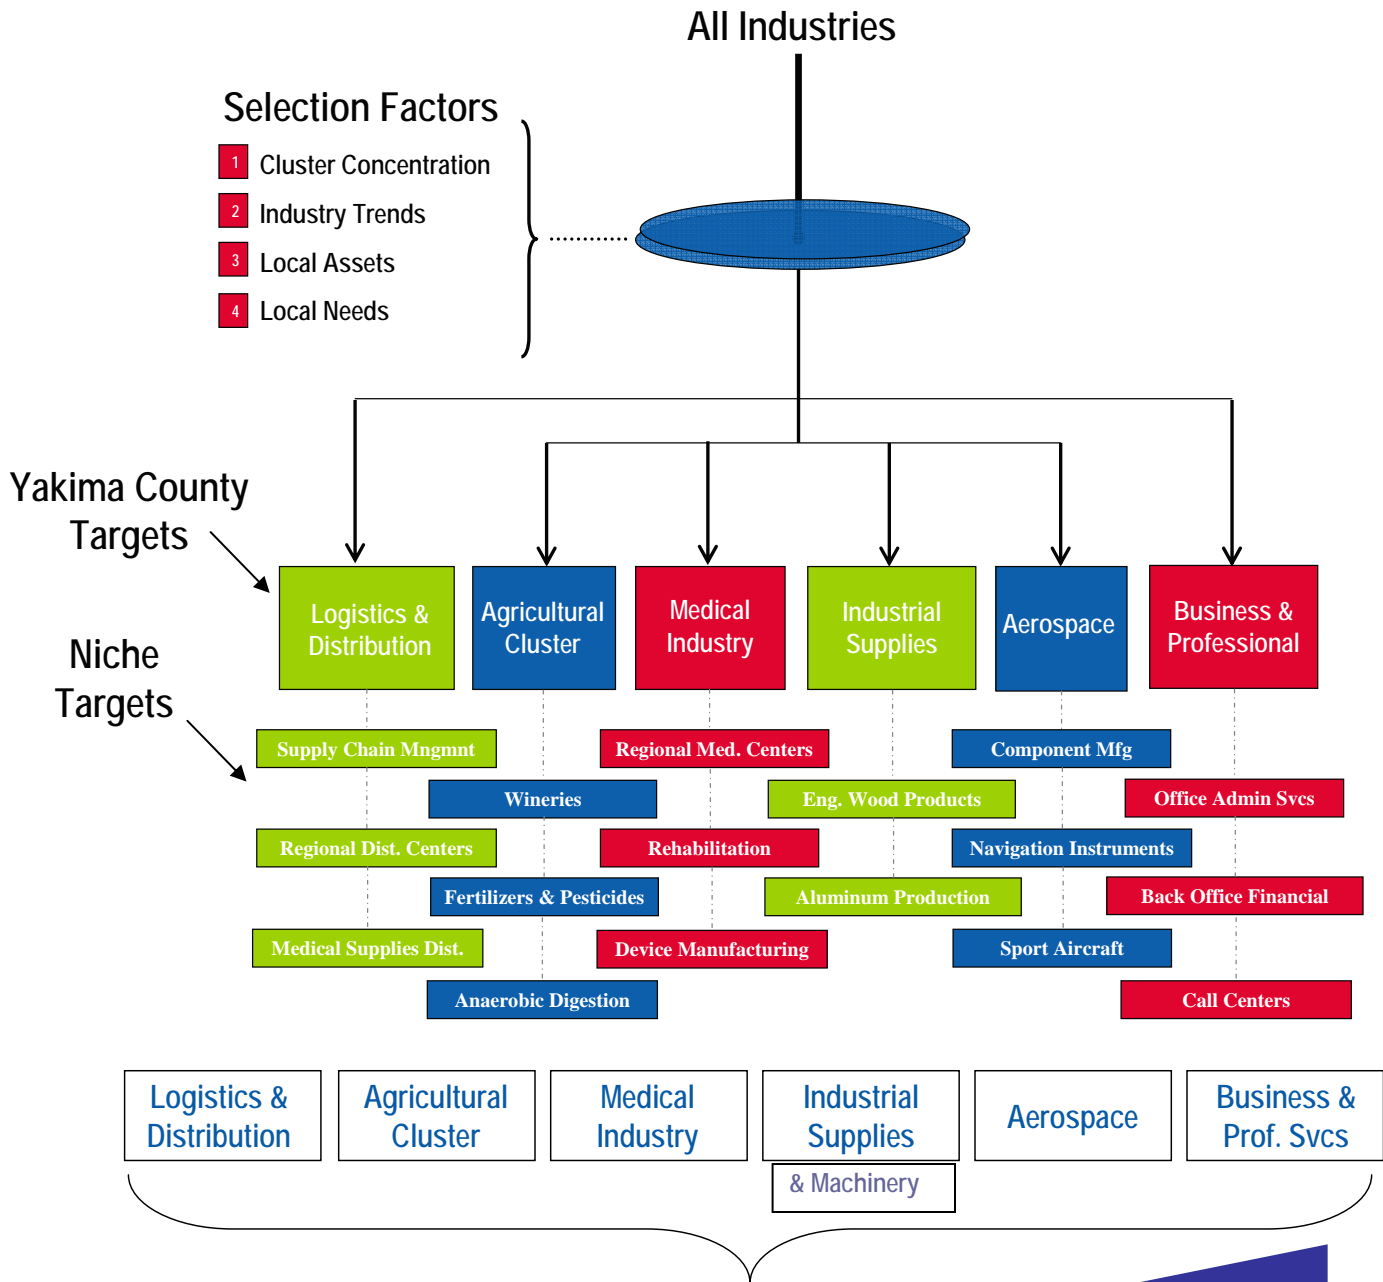 All Industries
Selection Factors
1 Cluster Concentration
2 Industry Trends
3 Local Assets
4 Local Needs
Yakima County
Targets
Niche
Targets
Logistics &
Distribution
Agricultural
Cluster
Medical
Industry
Industrial
Supplies
Aerospace
Business &
Professional
Supply Chain Mngmnt
Regional Dist. Centers
Medical Supplies Dist.
Wineries
Fertilizers & Pesticides
Anaerobic Digestion
Regional Med. Centers
Rehabilitation
Device Manufacturing
Eng. Wood Products
Aluminum Production
Component Mfg
Navigation Instruments
Sport Aircraft
Office Admin Svcs
Back Office Financial
Call Centers
Logistics &
Distribution
Agricultural
Cluster
Medical
Industry
Industrial
Supplies
& Machinery
Aerospace
Business &
Prof. Svcs